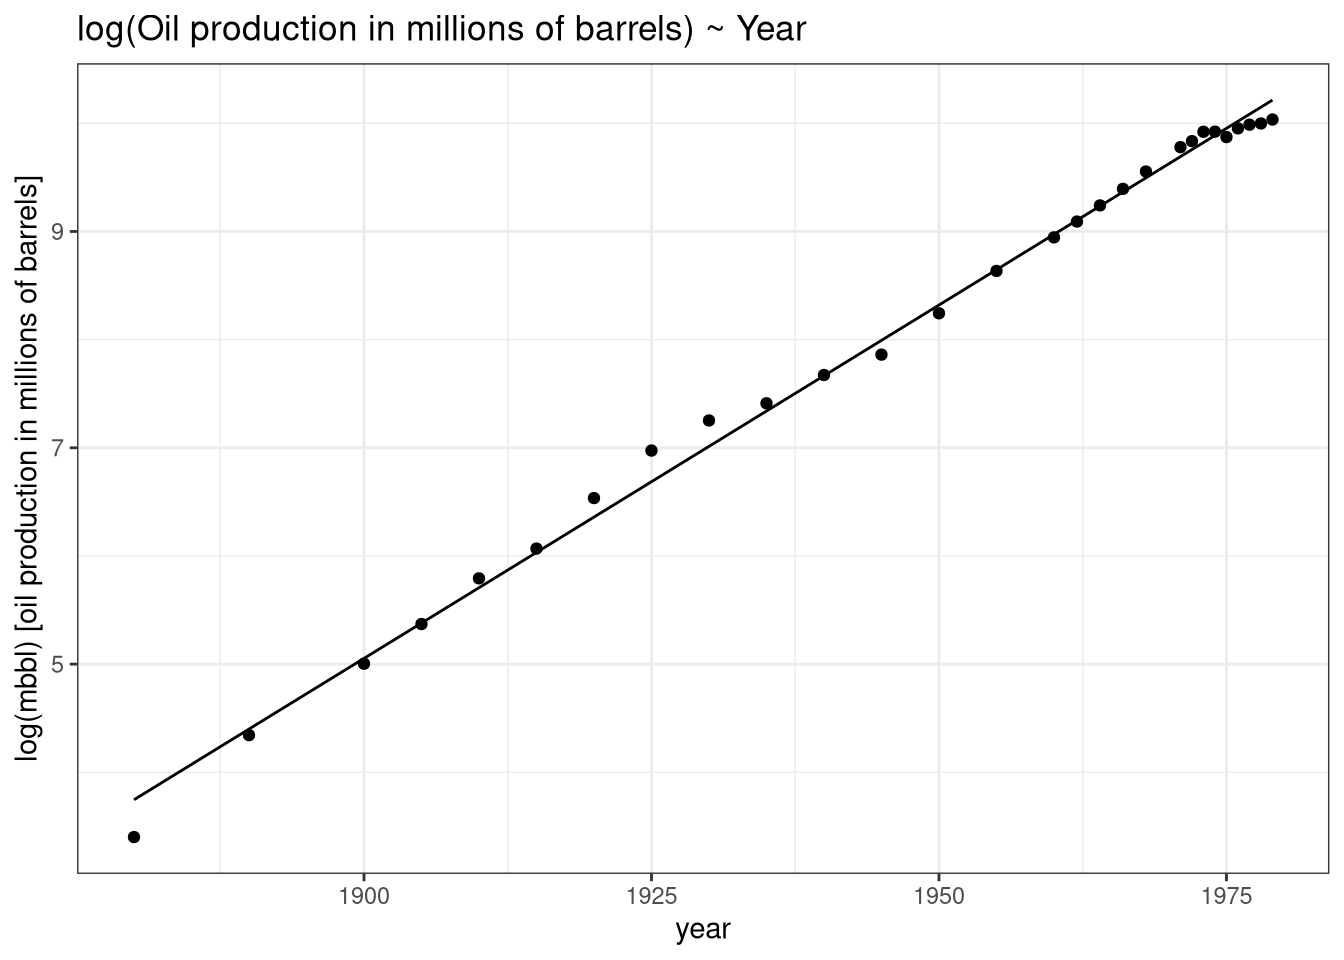 log(Oil production in millions of barrels) ~ Year
log(mbbl) [oil production in millions of barrels]
9
7
5
1900
1925
1950
1975
year